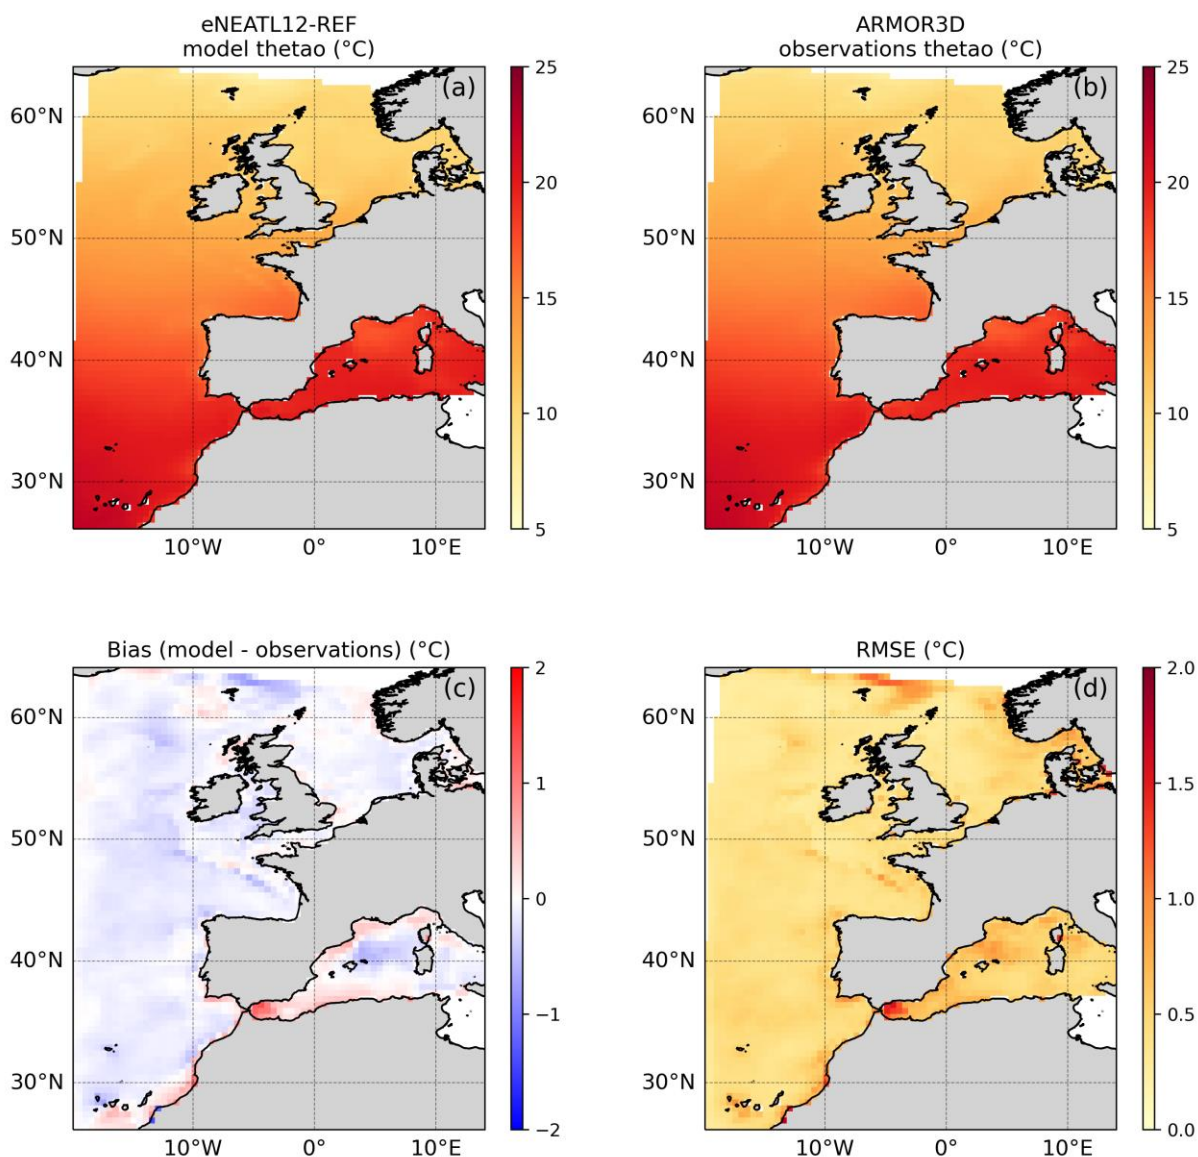 eNEATL12-REF
model thetao (°C)
(a)
60°N
50°N
40°N
30°N
10°W 0° 10°E
25
20
15
10
5
ARMOR3D
observations thetao (°C)
(b)
60°N
50°N
40°N
30°N
10°W 0° 10°E
25
20
15
10
5
Bias (model - observations) (°C)
(c)
60°N
50°N
40°N
30°N
10°W 0° 10°E
2
1
0
−1
−2
RMSE (°C)
(d)
60°N
50°N
40°N
30°N
10°W 0° 10°E
2.0
1.5
1.0
0.5
0.0